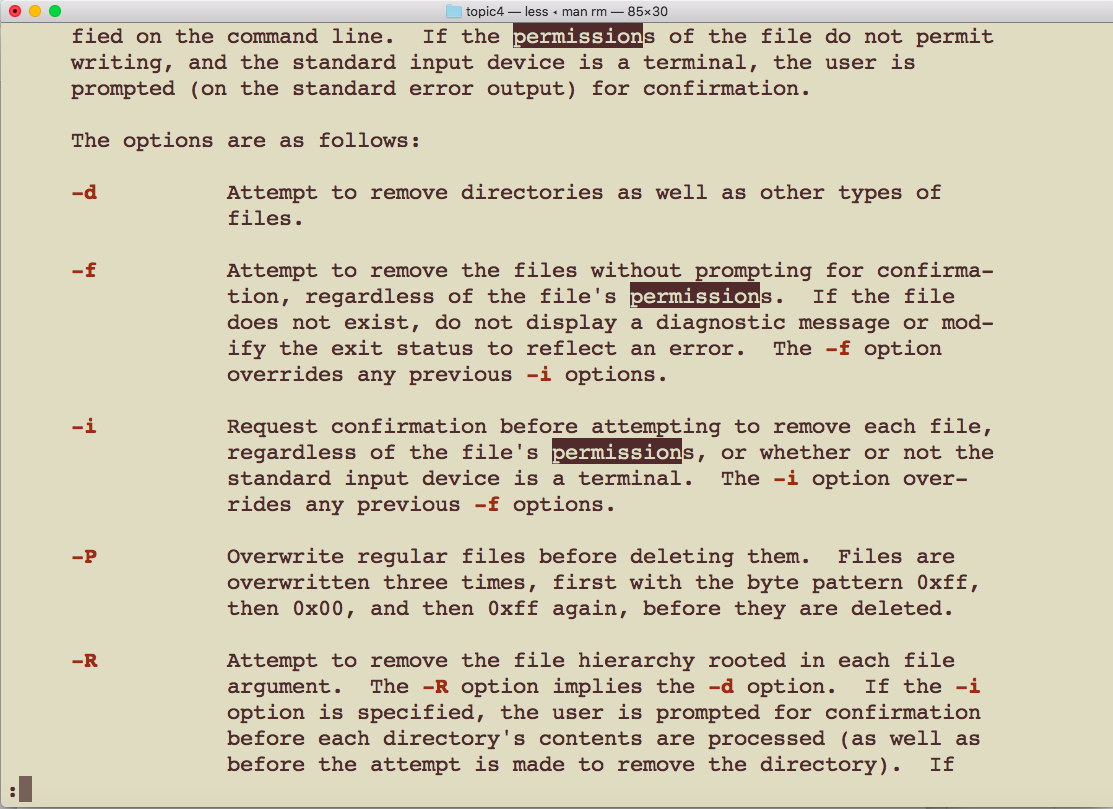 topic4 — less ◂ man rm — 85×30
fied on the command line.  If the permissions of the file do not permit
writing, and the standard input device is a terminal, the user is
prompted (on the standard error output) for confirmation.
The options are as follows:
-d          Attempt to remove directories as well as other types of
files.
-f          Attempt to remove the files without prompting for confirma-
tion, regardless of the file's permissions.  If the file
does not exist, do not display a diagnostic message or mod-
ify the exit status to reflect an error.  The -f option
overrides any previous -i options.
-i          Request confirmation before attempting to remove each file,
regardless of the file's permissions, or whether or not the
standard input device is a terminal.  The -i option over-
rides any previous -f options.
-P          Overwrite regular files before deleting them.  Files are
overwritten three times, first with the byte pattern 0xff,
then 0x00, and then 0xff again, before they are deleted.
-R          Attempt to remove the file hierarchy rooted in each file
argument.  The -R option implies the -d option.  If the -i
option is specified, the user is prompted for confirmation
before each directory's contents are processed (as well as
before the attempt is made to remove the directory).  If
: